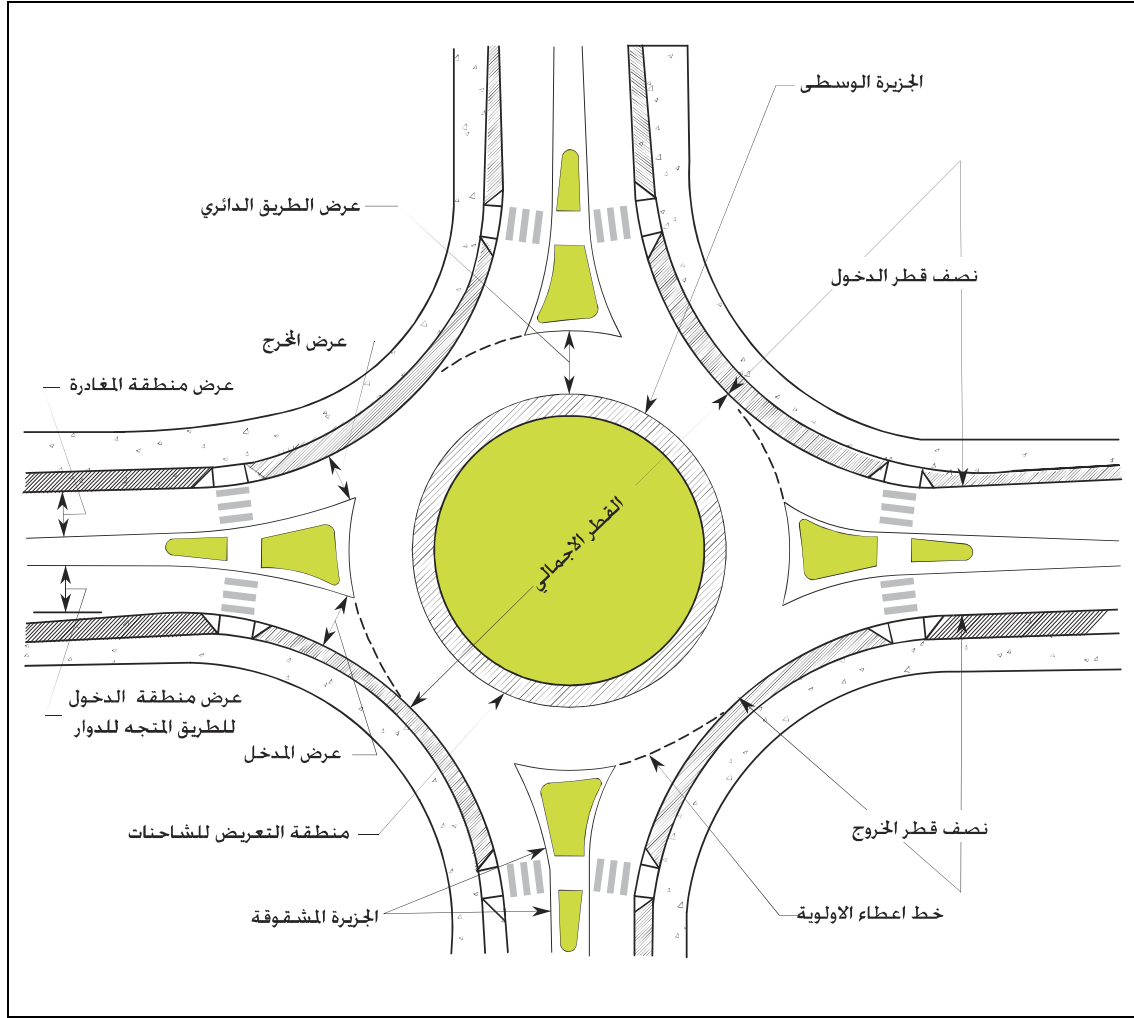 الجزيرة الوسطى
عرض الطريق الدائري
نصف قطر الدخول
عرض المخرج
عرض منطقة المغادرة
القطر الاجمالي
عرض منطقة الدخول
للطريق المتجه للدوار
عرض المدخل
منطقة التعريض للشاحنات
نصف قطر الخروج
الجزيرة المشقوقة
خط اعطاء الاولوية